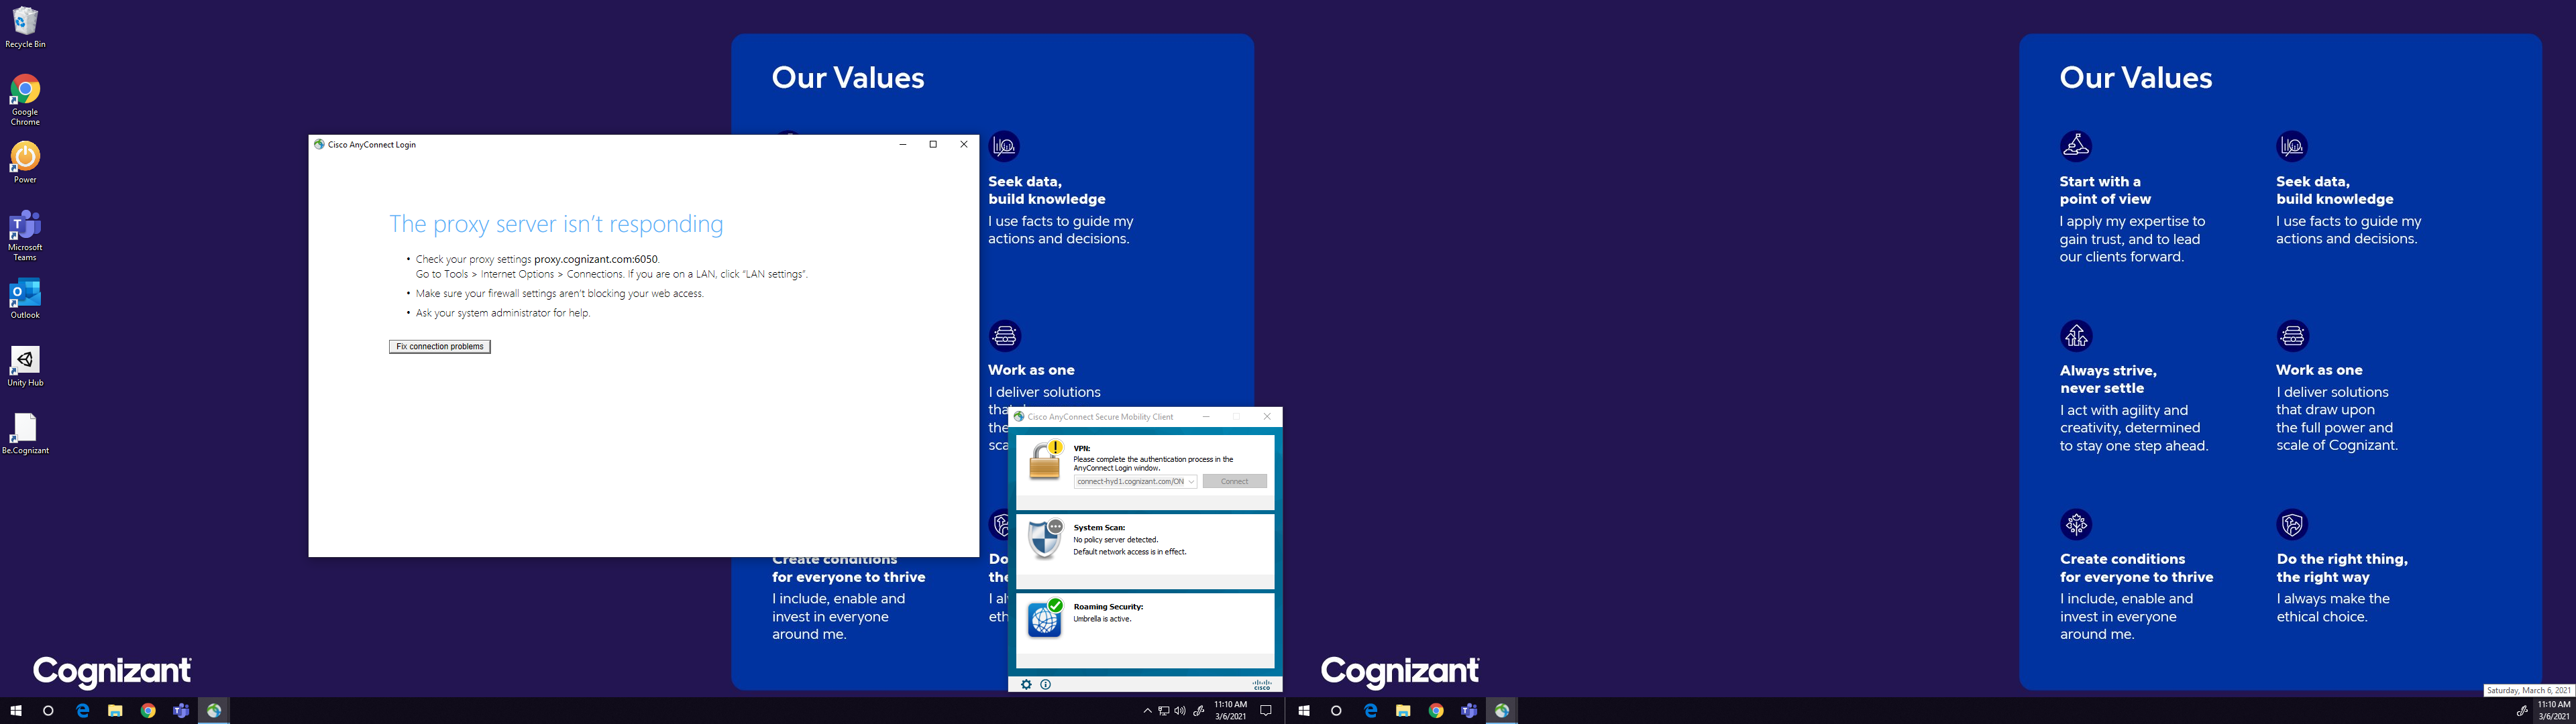 Recycle Bin
Google
Chrome
Power
Microsoft
Teams
Outlook
Unity Hub
Be.Cognizant
Cognizant
Our Values
Seek data,
build knowledge
I use facts to guide my
actions and decisions.
Work as one
I deliver solutions
tha
the
sca
Create conditions
for everyone to thrive
I include, enable and
invest in everyone
around me.
Do
the
I al
eth
Cisco AnyConnect Login
The proxy server isn't responding
• Check your proxy settings proxy.cognizant.com:6050.
Go to Tools > Internet Options > Connections. If you are on a LAN, click "LAN settings".
• Make sure your firewall settings aren't blocking your web access.
• Ask your system administrator for help.
Fix connection problems
Cisco AnyConnect Secure Mobility Client
VPN:
Please complete the authentication process in the
AnyConnect Login window.
connect-hyd1.cognizant.com/ON
Connect
System Scan:
No policy server detected.
Default network access is in effect.
Roaming Security:
Umbrella is active.
cisco
11:10 AM
3/6/2021
Cognizant
Our Values
Start with a
point of view
I apply my expertise to
gain trust, and to lead
our clients forward.
Seek data,
build knowledge
I use facts to guide my
actions and decisions.
Always strive,
never settle
I act with agility and
creativity, determined
to stay one step ahead.
Work as one
I deliver solutions
that draw upon
the full power and
scale of Cognizant.
Create conditions
for everyone to thrive
I include, enable and
invest in everyone
around me.
Do the right thing,
the right way
I always make the
ethical choice.
Saturday, March 6, 2021
11:10 AM
3/6/2021